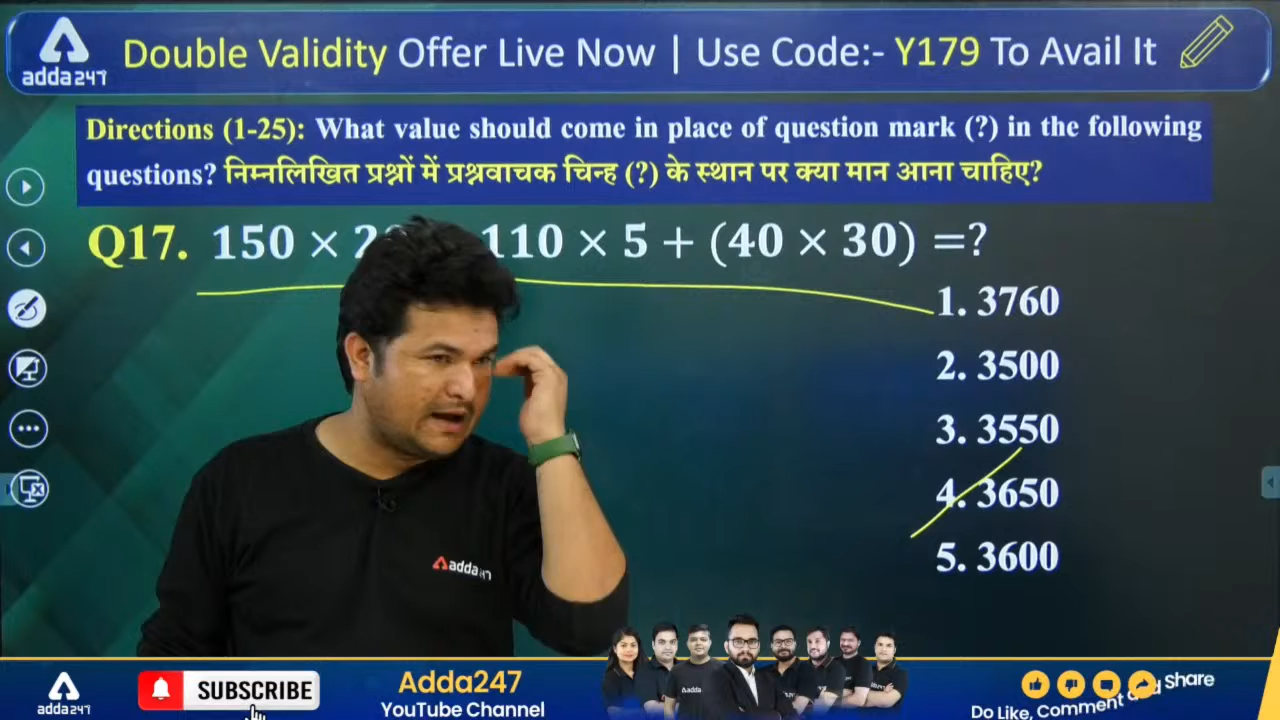 adda247
Double Validity Offer Live Now | Use Code:- Y179 To Avail It
Directions (1-25): What value should come in place of question mark (?) in the following
questions? निम्नलिखित प्रश्नों में प्रश्नवाचक चिन्ह (?) के स्थान पर क्या मान आना चाहिए?
Q17. 150 × 110 × 5 + (40 × 30) =?
1. 3760
2. 3500
3. 3550
4. 3650
5. 3600
adda247
adda247
SUBSCRIBE
Adda247
YouTube Channel
Adda247
Do Like, Comment and Share